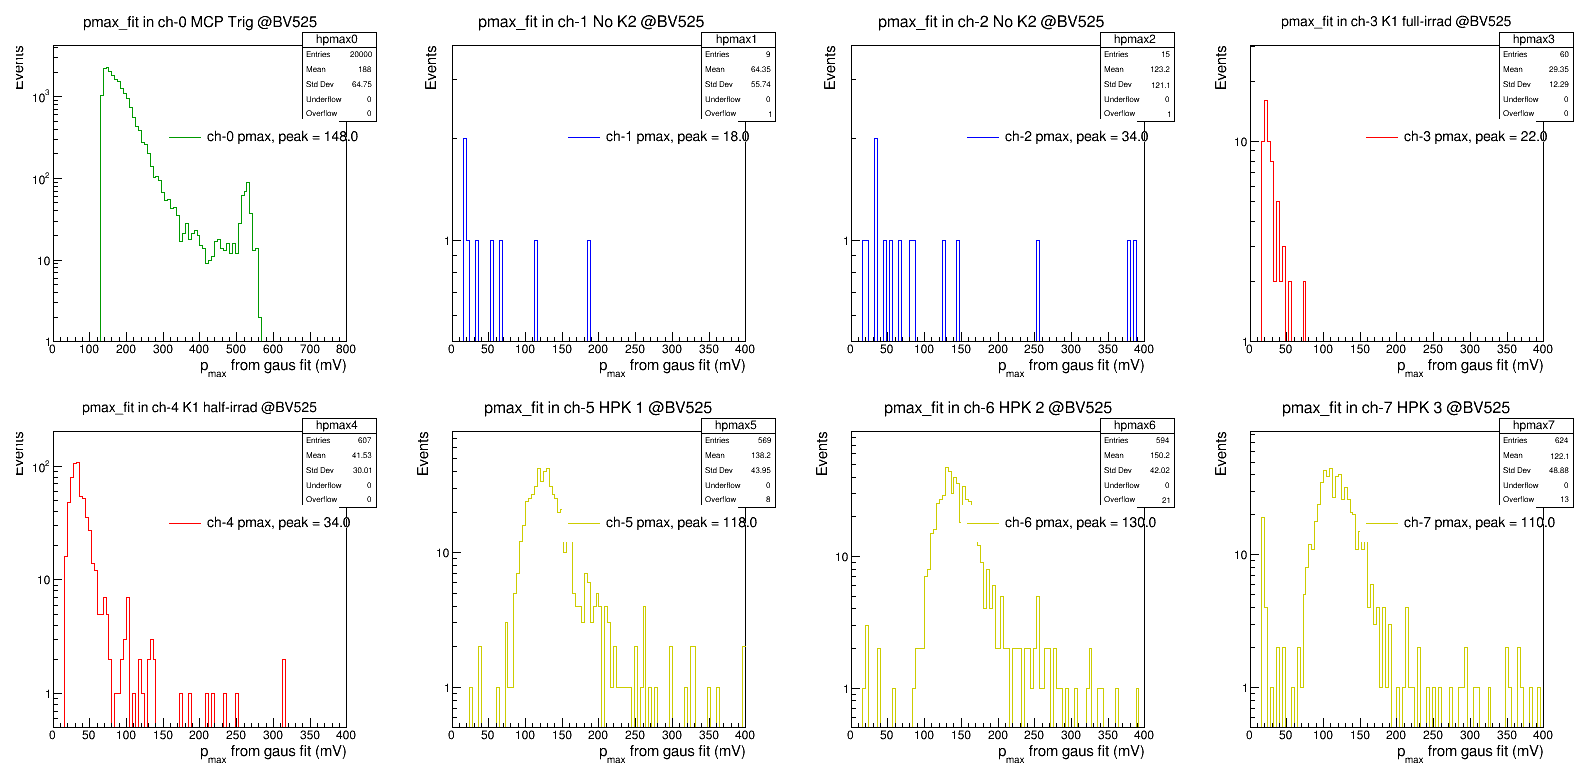 pmax_fit in ch-0 MCP Trig @BV525
Events
hpmax0
Entries 20000
Mean 188
Std Dev 64.75
Underflow 0
Overflow 0
ch-0 pmax, peak = 148.0
10^3
10^2
10
1
0 100 200 300 400 500 600 700 800
p_max from gaus fit (mV)
pmax_fit in ch-1 No K2 @BV525
Events
hpmax1
Entries 9
Mean 64.35
Std Dev 55.74
Underflow 0
Overflow 1
ch-1 pmax, peak = 18.0
1
0 50 100 150 200 250 300 350 400
p_max from gaus fit (mV)
pmax_fit in ch-2 No K2 @BV525
Events
hpmax2
Entries 15
Mean 123.2
Std Dev 121.1
Underflow 0
Overflow 1
ch-2 pmax, peak = 34.0
1
0 50 100 150 200 250 300 350 400
p_max from gaus fit (mV)
pmax_fit in ch-3 K1 full-irrad @BV525
Events
hpmax3
Entries 60
Mean 29.35
Std Dev 12.29
Underflow 0
Overflow 0
ch-3 pmax, peak = 22.0
10
1
0 50 100 150 200 250 300 350 400
p_max from gaus fit (mV)
pmax_fit in ch-4 K1 half-irrad @BV525
Events
hpmax4
Entries 607
Mean 41.53
Std Dev 30.01
Underflow 0
Overflow 0
ch-4 pmax, peak = 34.0
10^2
10
1
0 50 100 150 200 250 300 350 400
p_max from gaus fit (mV)
pmax_fit in ch-5 HPK 1 @BV525
Events
hpmax5
Entries 569
Mean 138.2
Std Dev 43.95
Underflow 0
Overflow 8
ch-5 pmax, peak = 118.0
10
1
0 50 100 150 200 250 300 350 400
p_max from gaus fit (mV)
pmax_fit in ch-6 HPK 2 @BV525
Events
hpmax6
Entries 594
Mean 150.2
Std Dev 42.02
Underflow 0
Overflow 21
ch-6 pmax, peak = 130.0
10
1
0 50 100 150 200 250 300 350 400
p_max from gaus fit (mV)
pmax_fit in ch-7 HPK 3 @BV525
Events
hpmax7
Entries 624
Mean 122.1
Std Dev 48.88
Underflow 0
Overflow 13
ch-7 pmax, peak = 110.0
10
1
0 50 100 150 200 250 300 350 400
p_max from gaus fit (mV)